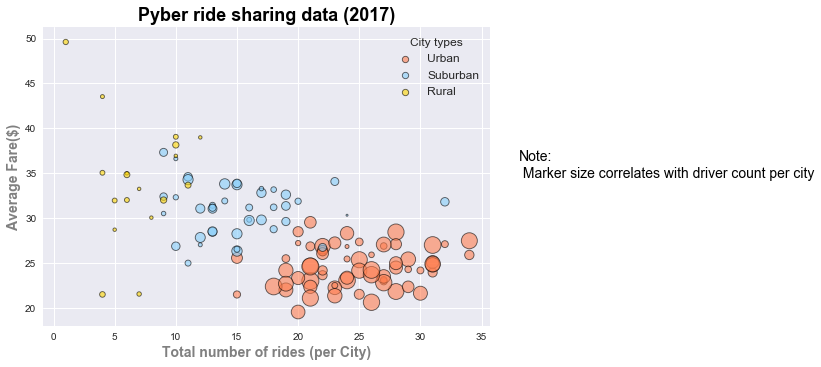 Pyber ride sharing data (2017)
Average Fare($)
50
45
40
35
30
25
20
0
5
10
15
20
25
30
35
Total number of rides (per City)
City types
Urban
Suburban
Rural
Note:
Marker size correlates with driver count per city